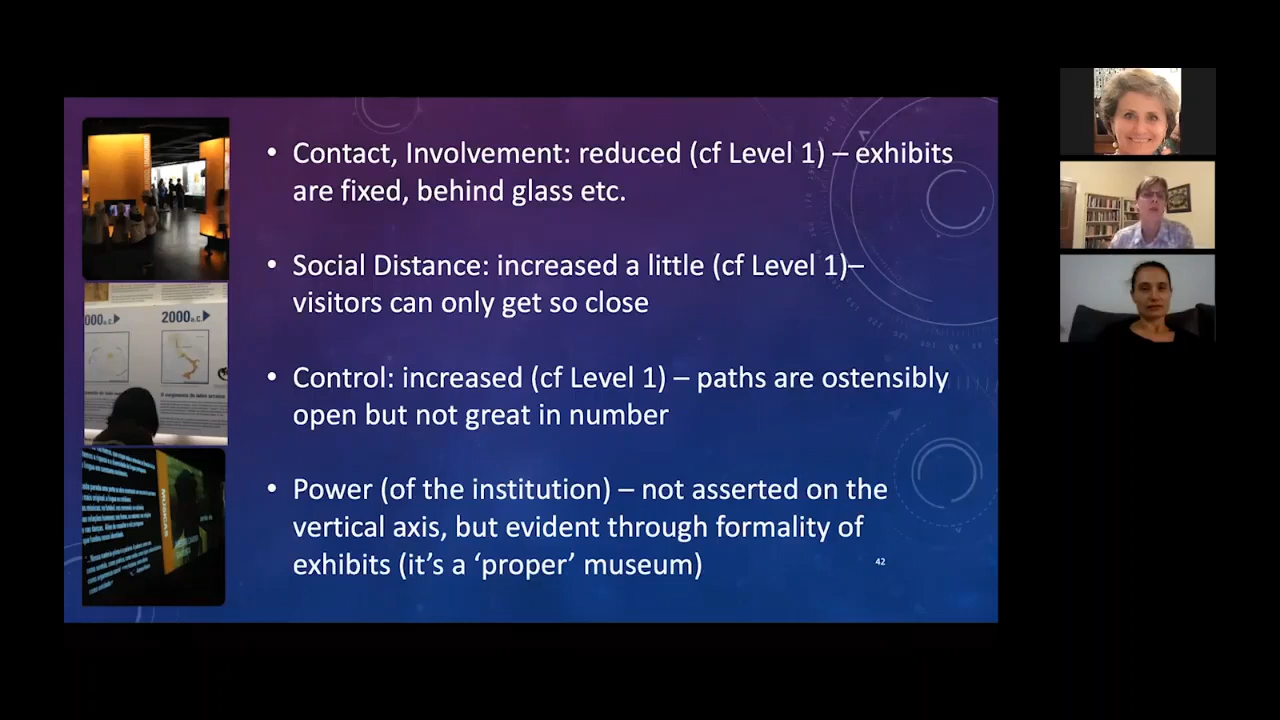 • Contact, Involvement: reduced (cf Level 1) – exhibits
are fixed, behind glass etc.
• Social Distance: increased a little (cf Level 1)–
visitors can only get so close
• Control: increased (cf Level 1) – paths are ostensibly
open but not great in number
• Power (of the institution) – not asserted on the
vertical axis, but evident through formality of
exhibits (it’s a ‘proper’ museum)
42
000a.c.
2000a.c.
MÚSICAS